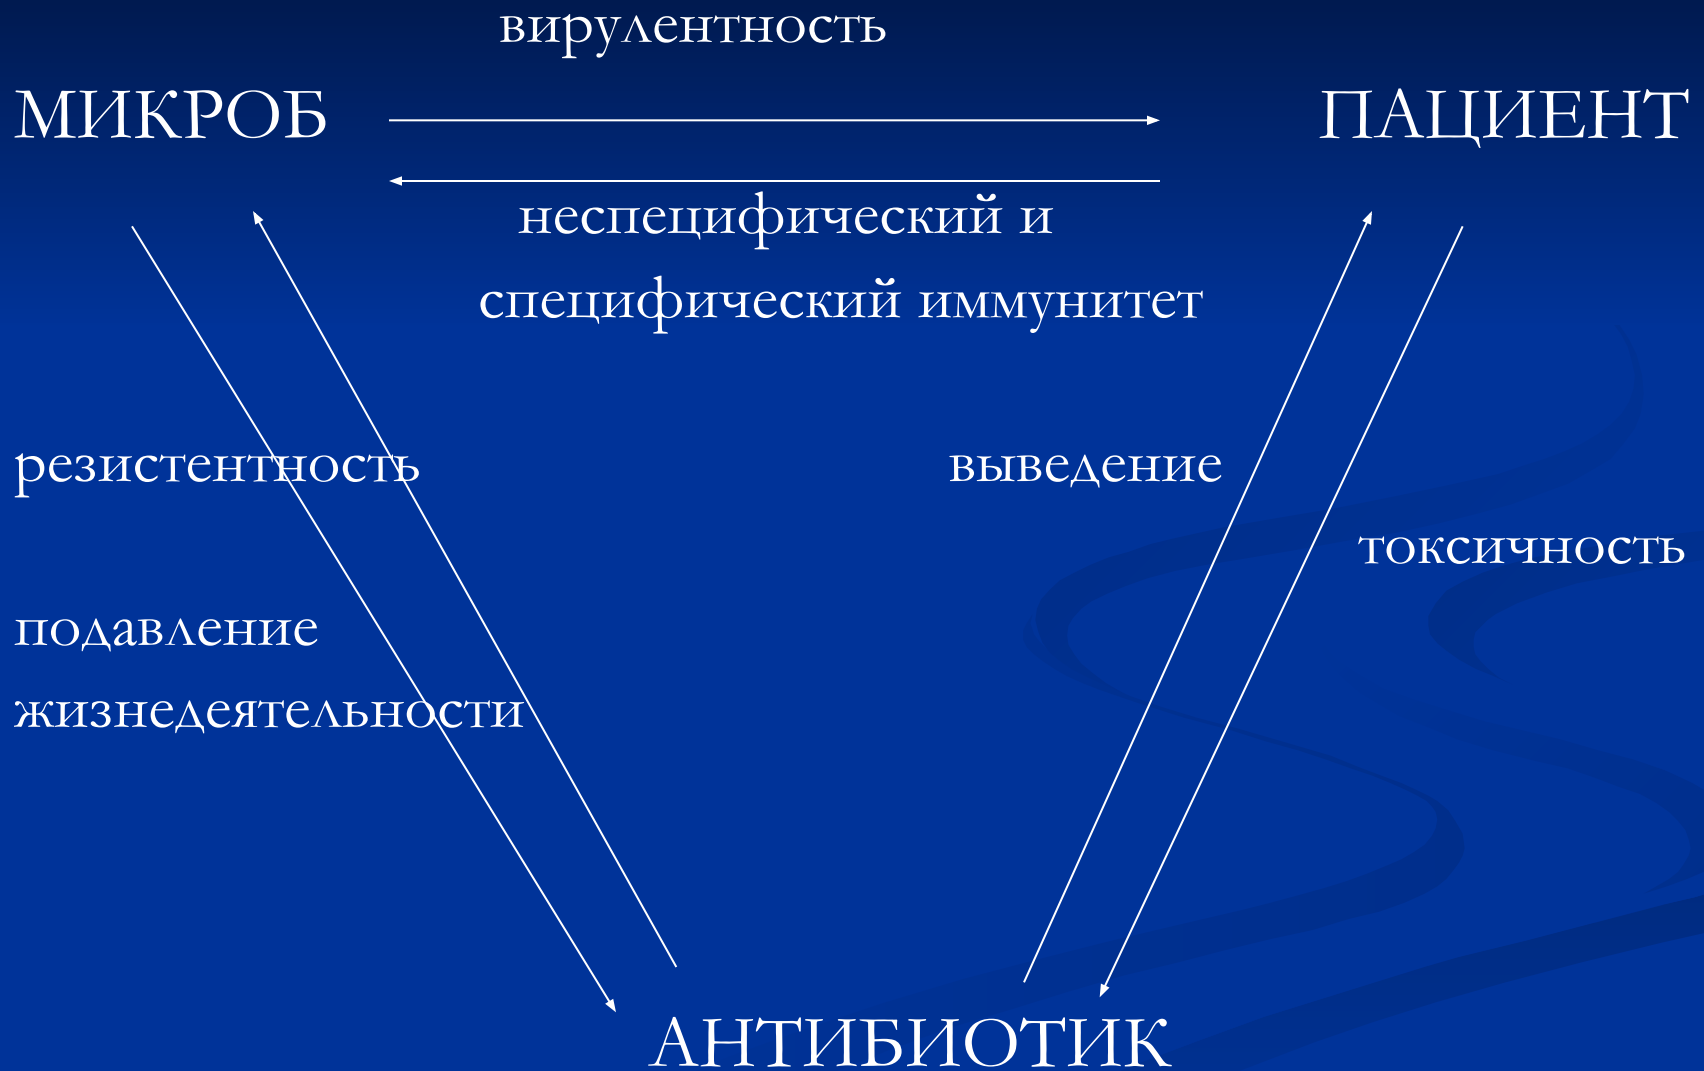 вирулентность
МИКРОБ
ПАЦИЕНТ
неспецифический и
специфический иммунитет
резистентность
выведение
токсичность
подавление
жизнедеятельности
АНТИБИОТИК